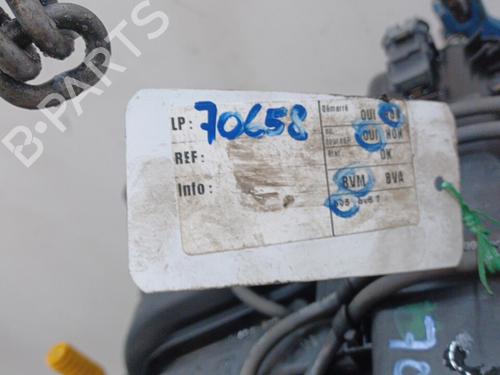 B-PARTS
LP: 70658
Démarré OUI
OUI NON
REF:
OK
Info:
BVM BVA